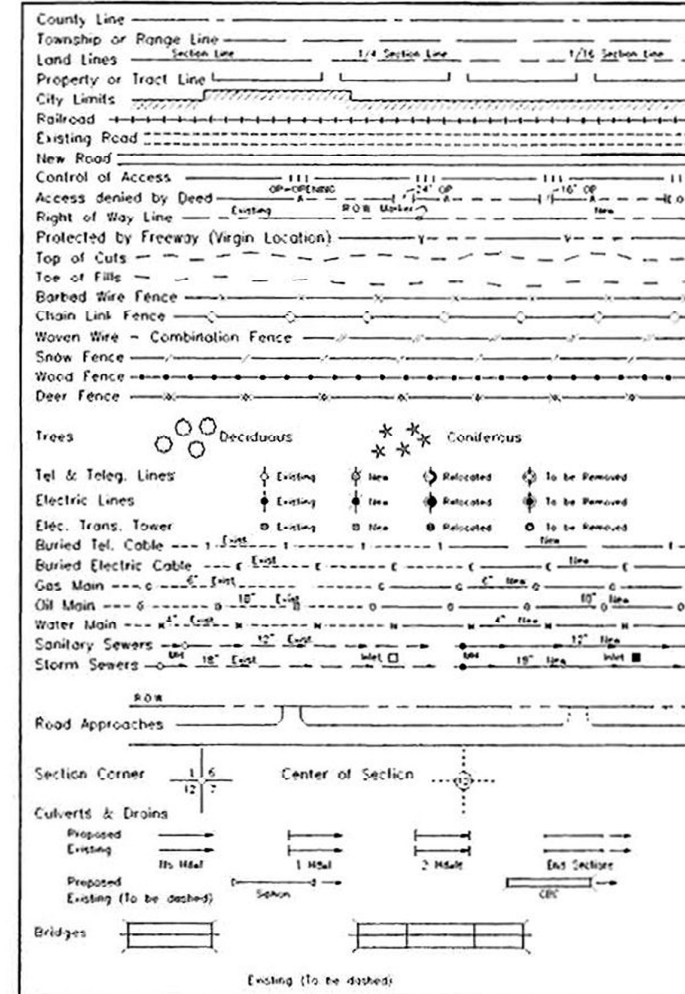 County Line
Township or Range Line
Land Lines Section Line 1/4 Section Line 1/16 Section Line
Property or Tract Line
City Limits
Railroad
Existing Road
New Road
Control of Access
OP=OPENING 24' OP 16' OP
Access denied by Deed A A A
Right of Way Line Existing R.O.W. Marker New
Protected by Freeway (Virgin Location) V V
Top of Cuts
Toe of Fills
Barbed Wire Fence
Chain Link Fence
Woven Wire - Combination Fence
Snow Fence
Wood Fence
Deer Fence
Trees Deciduous Coniferous
Tel & Teleg. Lines Existing New Relocated To be Removed
Electric Lines Existing New Relocated To be Removed
Elec. Trans. Tower Existing New Relocated To be Removed
Buried Tel. Cable Exist. New
Buried Electric Cable E Exist. E E E E New E
Gas Main G 6" Exist. G G 6" New G G
Oil Main O O 10" Exist. O O O O 10" New O
Water Main 4" Exist. 4" New
Sanitary Sewers 12" Exist. 12" New
Storm Sewers MH 18" Exist. Inlet MH 18" New Inlet
R.O.W.
Road Approaches
Section Corner 1 6 12 7 Center of Section
Culverts & Drains
Proposed
Existing
No Hdwl 1 Hdwl 2 Hdwls End Sections
Proposed
Existing (To be dashed) Siphon CBC
Bridges
Existing (To be dashed)